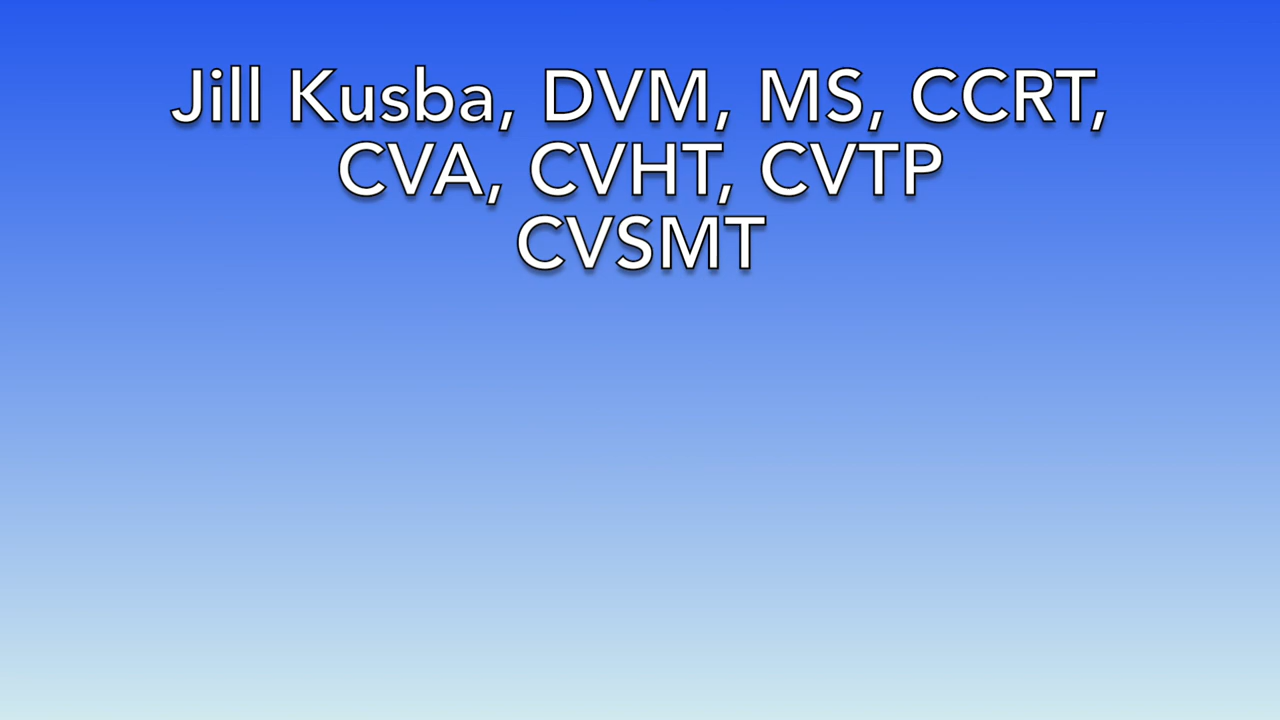 Jill Kusba, DVM, MS, CCRT,
CVA, CVHT, CVTP
CVSMT